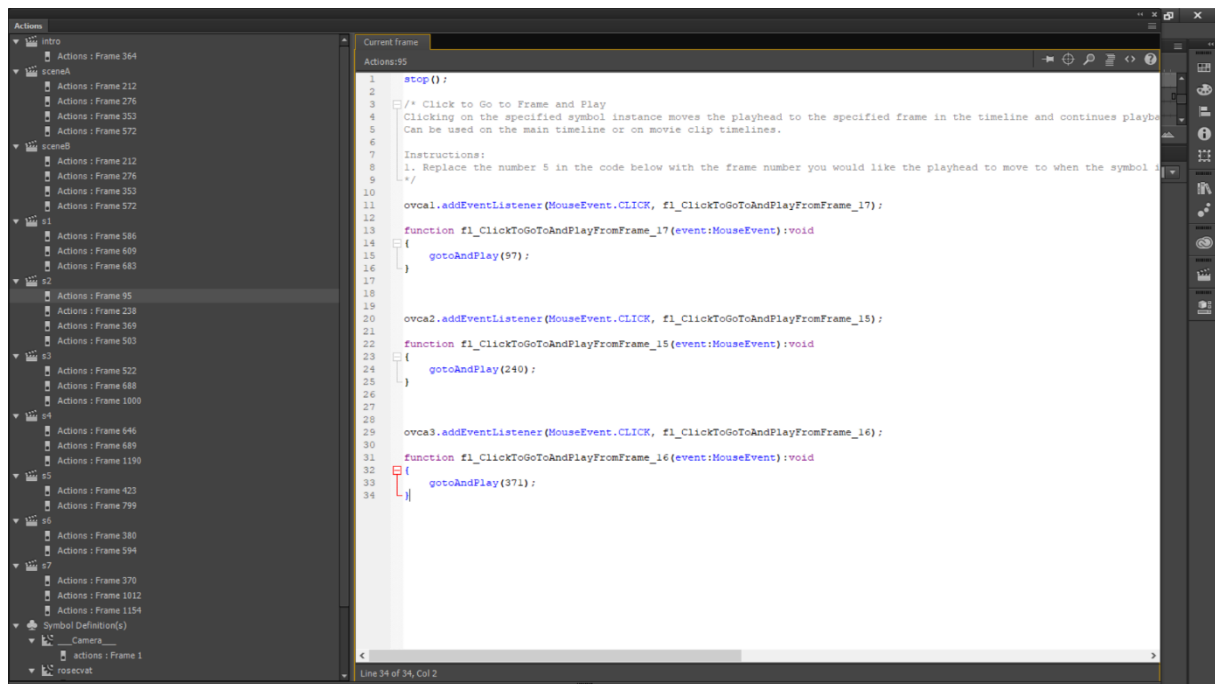 Actions
intro
Actions : Frame 364
sceneA
Actions : Frame 212
Actions : Frame 276
Actions : Frame 353
Actions : Frame 572
sceneB
Actions : Frame 212
Actions : Frame 276
Actions : Frame 353
Actions : Frame 572
s1
Actions : Frame 586
Actions : Frame 609
Actions : Frame 683
s2
Actions : Frame 95
Actions : Frame 238
Actions : Frame 369
Actions : Frame 503
s3
Actions : Frame 522
Actions : Frame 688
Actions : Frame 1000
s4
Actions : Frame 646
Actions : Frame 689
Actions : Frame 1190
s5
Actions : Frame 423
Actions : Frame 799
s6
Actions : Frame 380
Actions : Frame 594
s7
Actions : Frame 370
Actions : Frame 1012
Actions : Frame 1154
Symbol Definition(s)
___Camera___
actions : Frame 1
rosecvat
Current frame
Actions:95
1 stop();
2
3 /* Click to Go to Frame and Play
4 Clicking on the specified symbol instance moves the playhead to the specified frame in the timeline and continues playba
5 Can be used on the main timeline or on movie clip timelines.
6
7 Instructions:
8 1. Replace the number 5 in the code below with the frame number you would like the playhead to move to when the symbol i
9 */
10
11 ovca1.addEventListener(MouseEvent.CLICK, fl_ClickToGoToAndPlayFromFrame_17);
12
13 function fl_ClickToGoToAndPlayFromFrame_17(event:MouseEvent):void
14 {
15 gotoAndPlay(97);
16 }
17
18
19
20 ovca2.addEventListener(MouseEvent.CLICK, fl_ClickToGoToAndPlayFromFrame_15);
21
22 function fl_ClickToGoToAndPlayFromFrame_15(event:MouseEvent):void
23 {
24 gotoAndPlay(240);
25 }
26
27
28
29 ovca3.addEventListener(MouseEvent.CLICK, fl_ClickToGoToAndPlayFromFrame_16);
30
31 function fl_ClickToGoToAndPlayFromFrame_16(event:MouseEvent):void
32 {
33 gotoAndPlay(371);
34 }
Line 34 of 34, Col 2